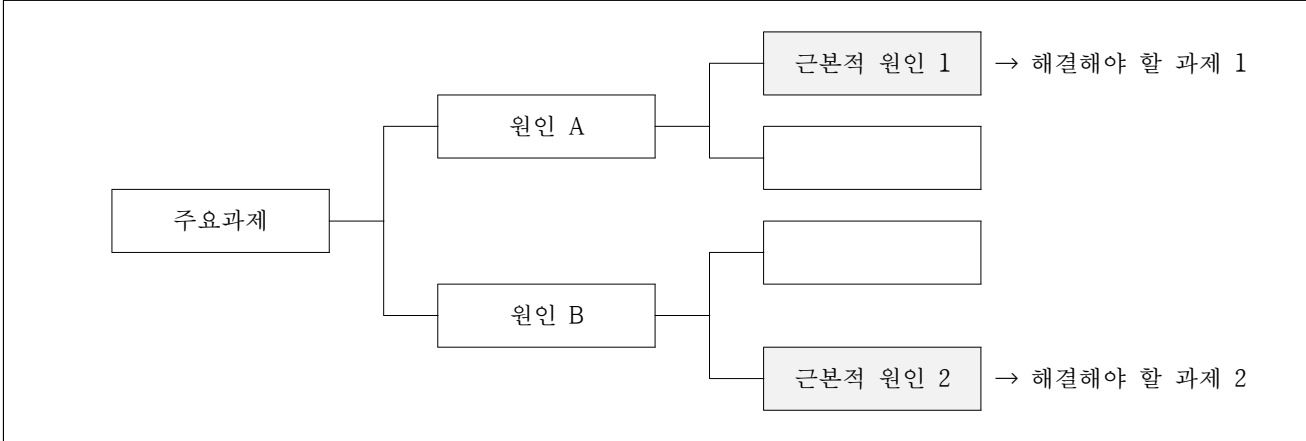 근본적 원인 1 → 해결해야 할 과제 1
원인 A
주요과제
원인 B
근본적 원인 2 → 해결해야 할 과제 2